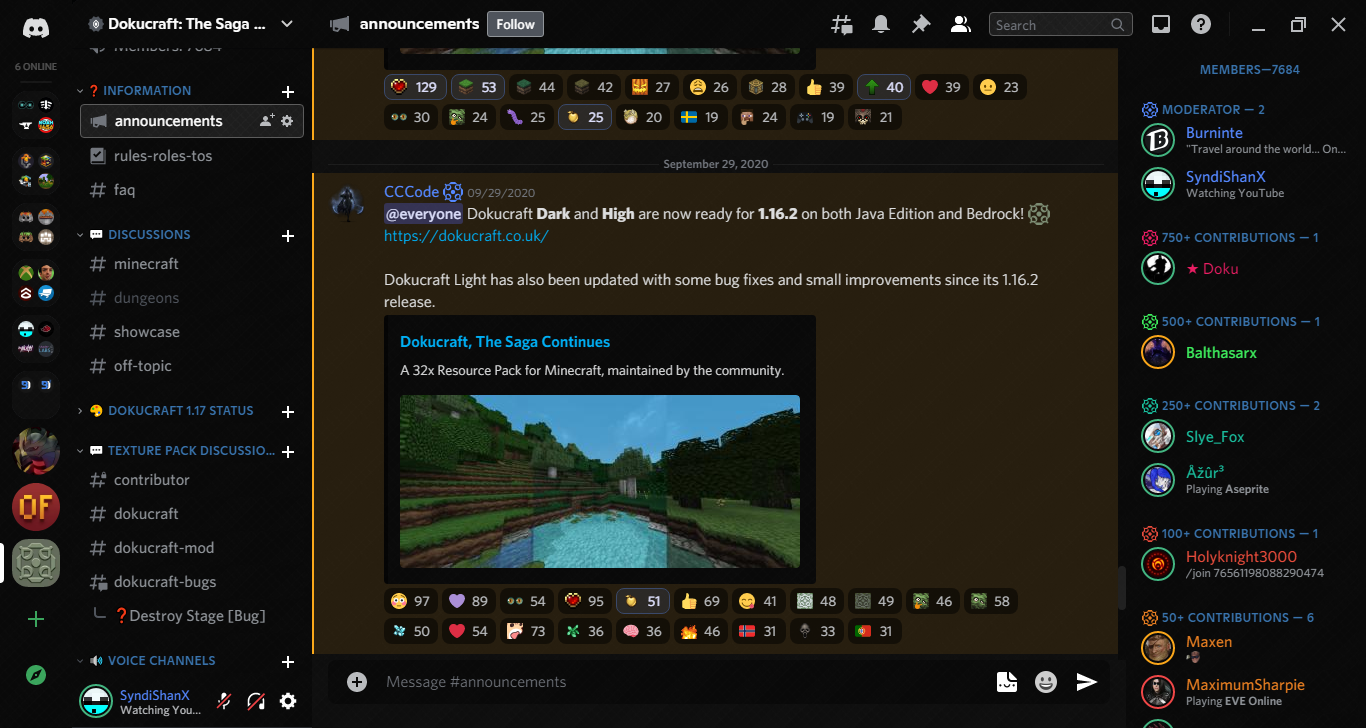 6 ONLINE
Dokucraft: The Saga ...
Members: 7684
INFORMATION
announcements
rules-roles-tos
faq
DISCUSSIONS
minecraft
dungeons
showcase
off-topic
DOKUCRAFT 1.17 STATUS
TEXTURE PACK DISCUSSIO...
contributor
dokucraft
dokucraft-mod
dokucraft-bugs
Destroy Stage [Bug]
VOICE CHANNELS
SyndiShanX
Watching You...
announcements
Follow
Search
129 53 44 42 27 26 28 39 40 39 23
30 24 25 25 20 19 24 19 21
September 29, 2020
CCCode 09/29/2020
@everyone Dokucraft Dark and High are now ready for 1.16.2 on both Java Edition and Bedrock!
https://dokucraft.co.uk/
Dokucraft Light has also been updated with some bug fixes and small improvements since its 1.16.2
release.
Dokucraft, The Saga Continues
A 32x Resource Pack for Minecraft, maintained by the community.
97 89 54 95 51 69 41 48 49 46 58
50 54 73 36 36 46 31 33 31
Message #announcements
MEMBERS—7684
MODERATOR — 2
Burninte
"Travel around the world... On...
SyndiShanX
Watching YouTube
750+ CONTRIBUTIONS — 1
★ Doku
500+ CONTRIBUTIONS — 1
Balthasarx
250+ CONTRIBUTIONS — 2
Slye_Fox
Åžûr³
Playing Aseprite
100+ CONTRIBUTIONS — 1
Holyknight3000
/join 76561198088290474
50+ CONTRIBUTIONS — 6
Maxen
MaximumSharpie
Playing EVE Online